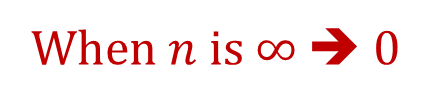 When n is ∞ ➔ 0